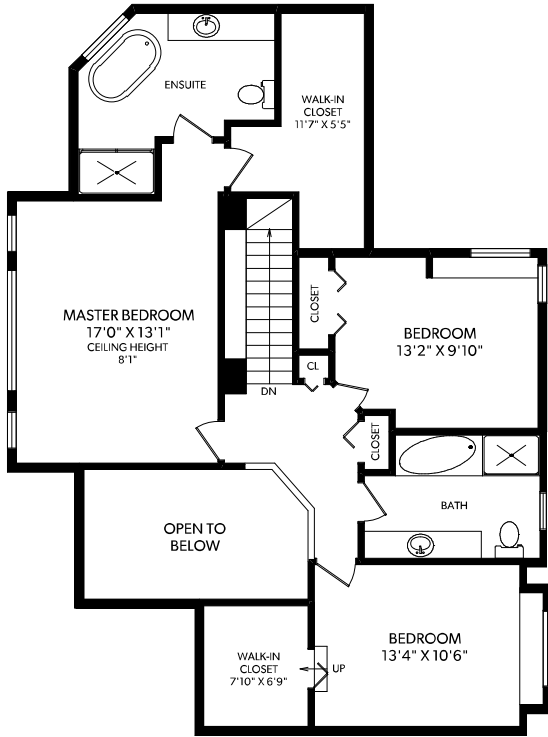 ENSUITE
WALK-IN
CLOSET
11'7" X 5'5"
MASTER BEDROOM
17'0" X 13'1"
CEILING HEIGHT
8'1"
CLOSET
BEDROOM
13'2" X 9'10"
CL
DN
CLOSET
BATH
OPEN TO
BELOW
BEDROOM
13'4" X 10'6"
WALK-IN
CLOSET
7'10" X 6'9"
UP